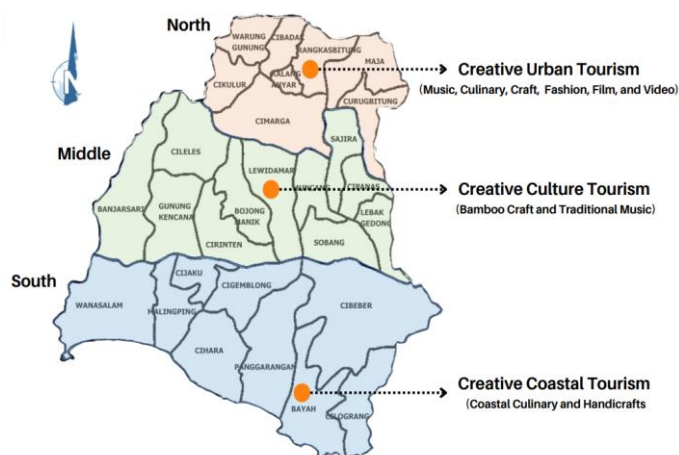 North
WARUNG
GUNUNG
CIBADAK
RANGKASBITUNG
MAJA
KALANG
ANYAR
CIKULUR
CURUGBITUNG
CIMARGA
Creative Urban Tourism
(Music, Culinary, Craft, Fashion, Film, and Video)
Middle
SAJIRA
CILELES
LEWIDAMAR
MUNCANG
CIPANAS
BANJARSARI
GUNUNG
KENCANA
BOJONG
MANIK
LEBAK
GEDONG
CIRINTEN
SOBANG
Creative Culture Tourism
(Bamboo Craft and Traditional Music)
South
CIJAKU
CIGEMBLONG
WANASALAM
MALINGPING
CIBEBER
CIHARA
PANGGARANGAN
BAYAH
CILOGRANG
Creative Coastal Tourism
(Coastal Culinary and Handicrafts
N